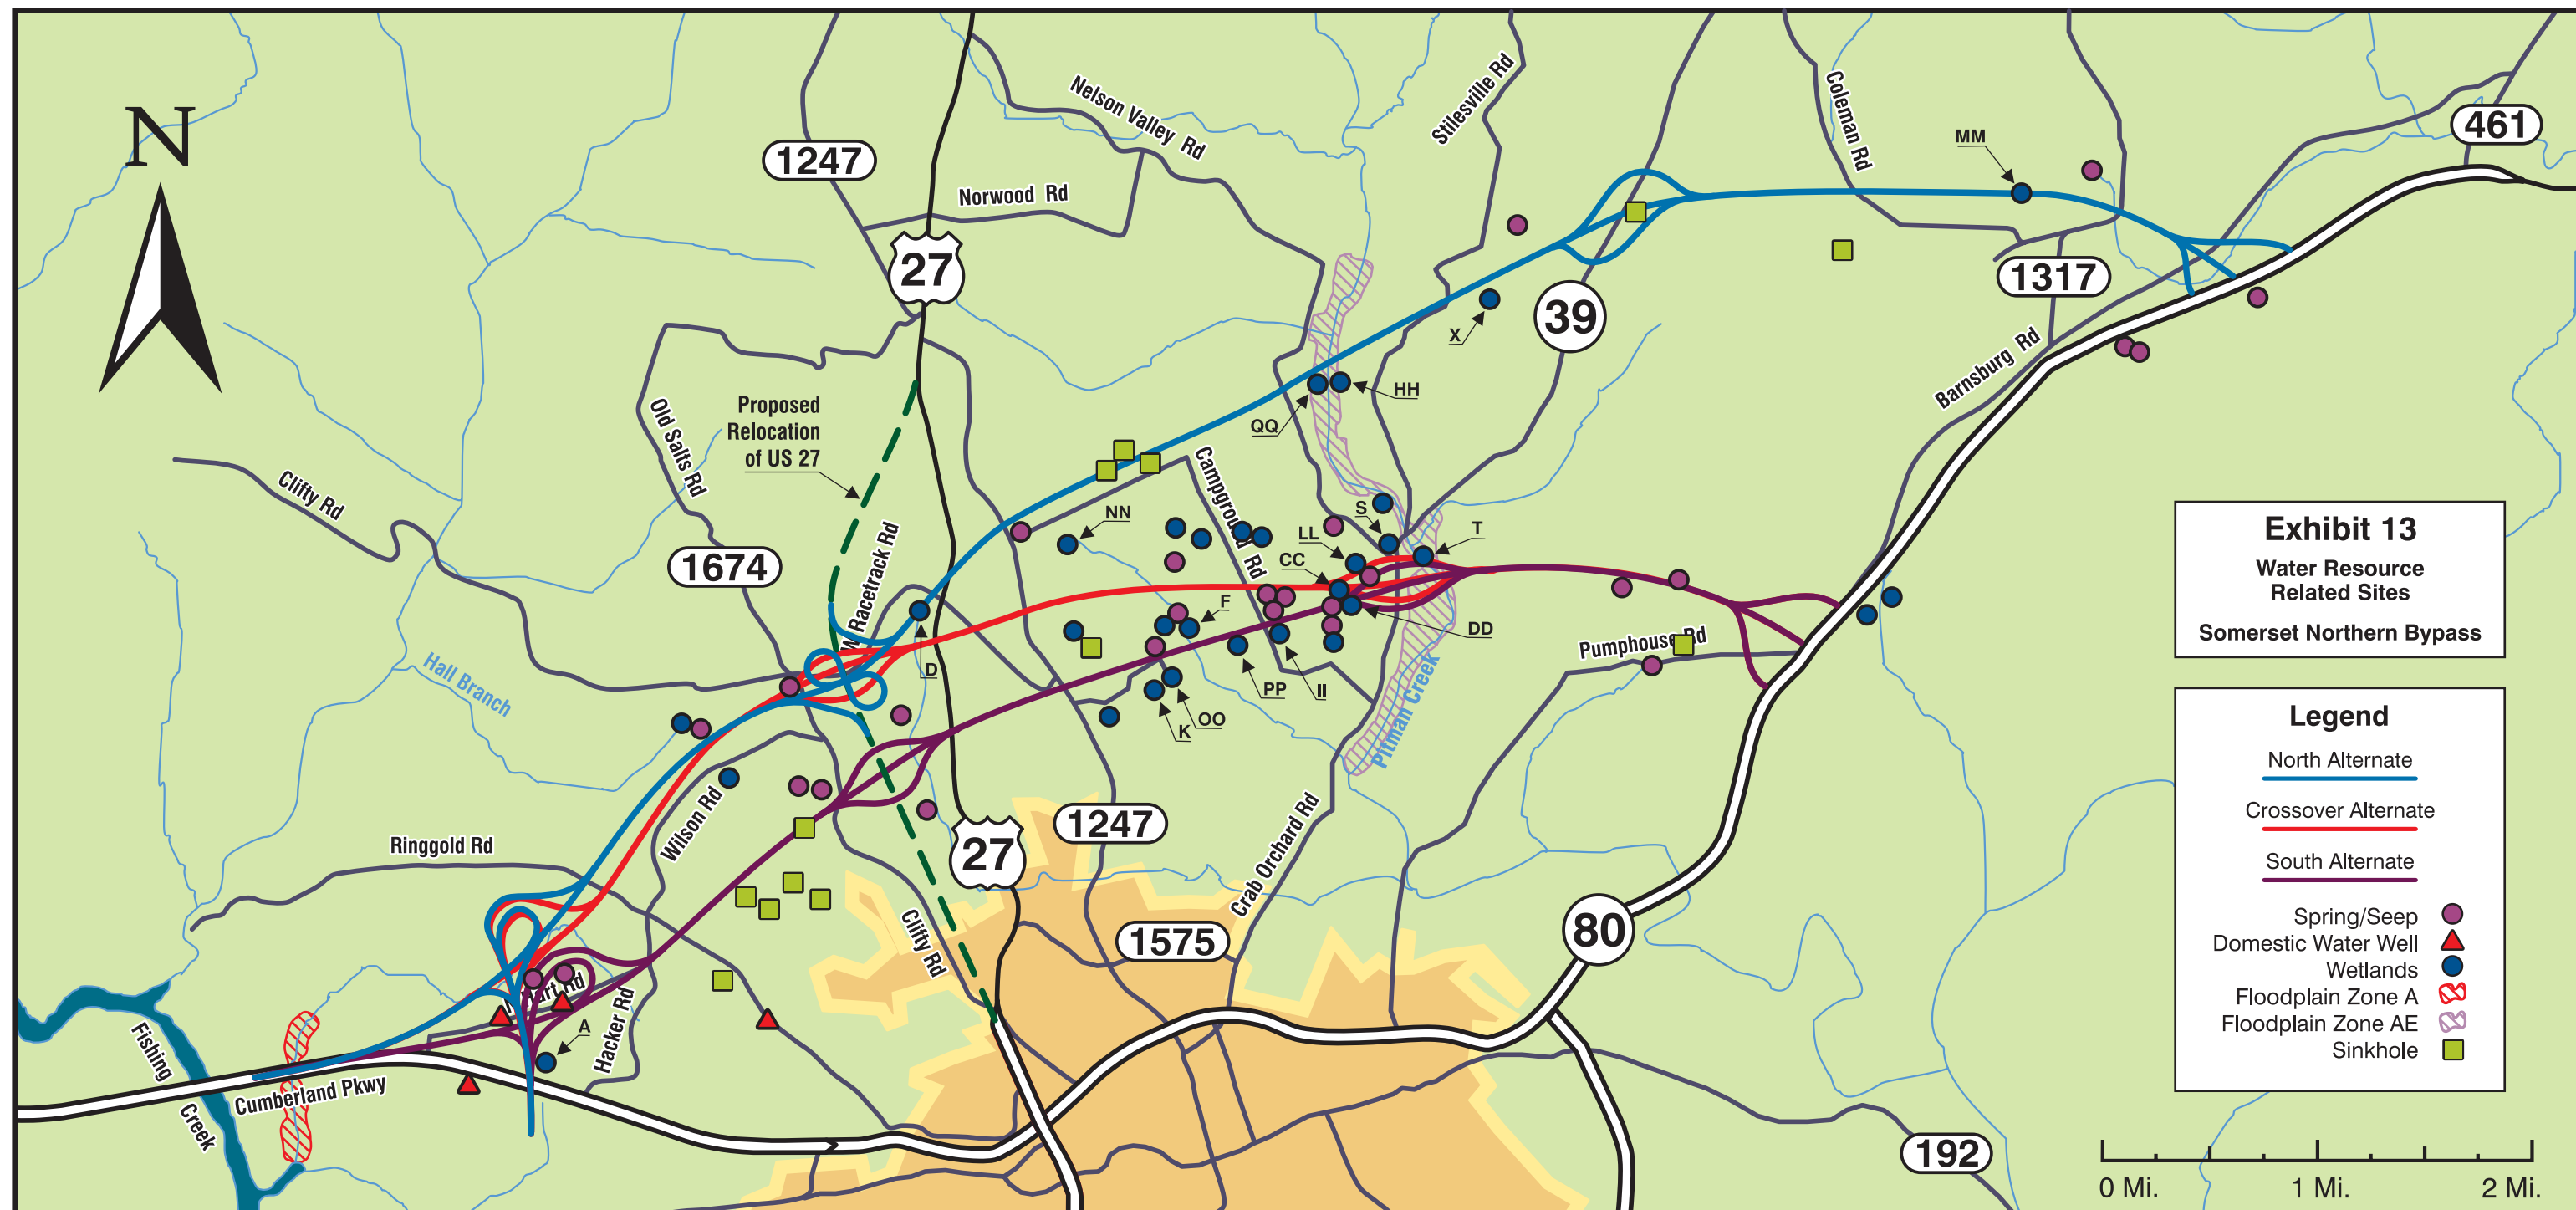 N
1247
Nelson Valley Rd
Stilesville Rd
Coleman Rd
MM
461
Norwood Rd
27
39
1317
X
Barnsburg Rd
Proposed
Relocation
of US 27
Old Salts Rd
HH
QQ
Clifty Rd
Campground Rd
NN
S
T
LL
CC
1674
W Racetrack Rd
F
DD
Pumphouse Rd
D
Hall Branch
PP
II
K
OO
Pitman Creek
Wilson Rd
Ringgold Rd
27
1247
Crab Orchard Rd
Clifty Rd
1575
80
Hacker Rd
A
Fishing
Creek
Cumberland Pkwy
192
Exhibit 13
Water Resource
Related Sites
Somerset Northern Bypass
Legend
North Alternate
Crossover Alternate
South Alternate
Spring/Seep
Domestic Water Well
Wetlands
Floodplain Zone A
Floodplain Zone AE
Sinkhole
0 Mi.
1 Mi.
2 Mi.